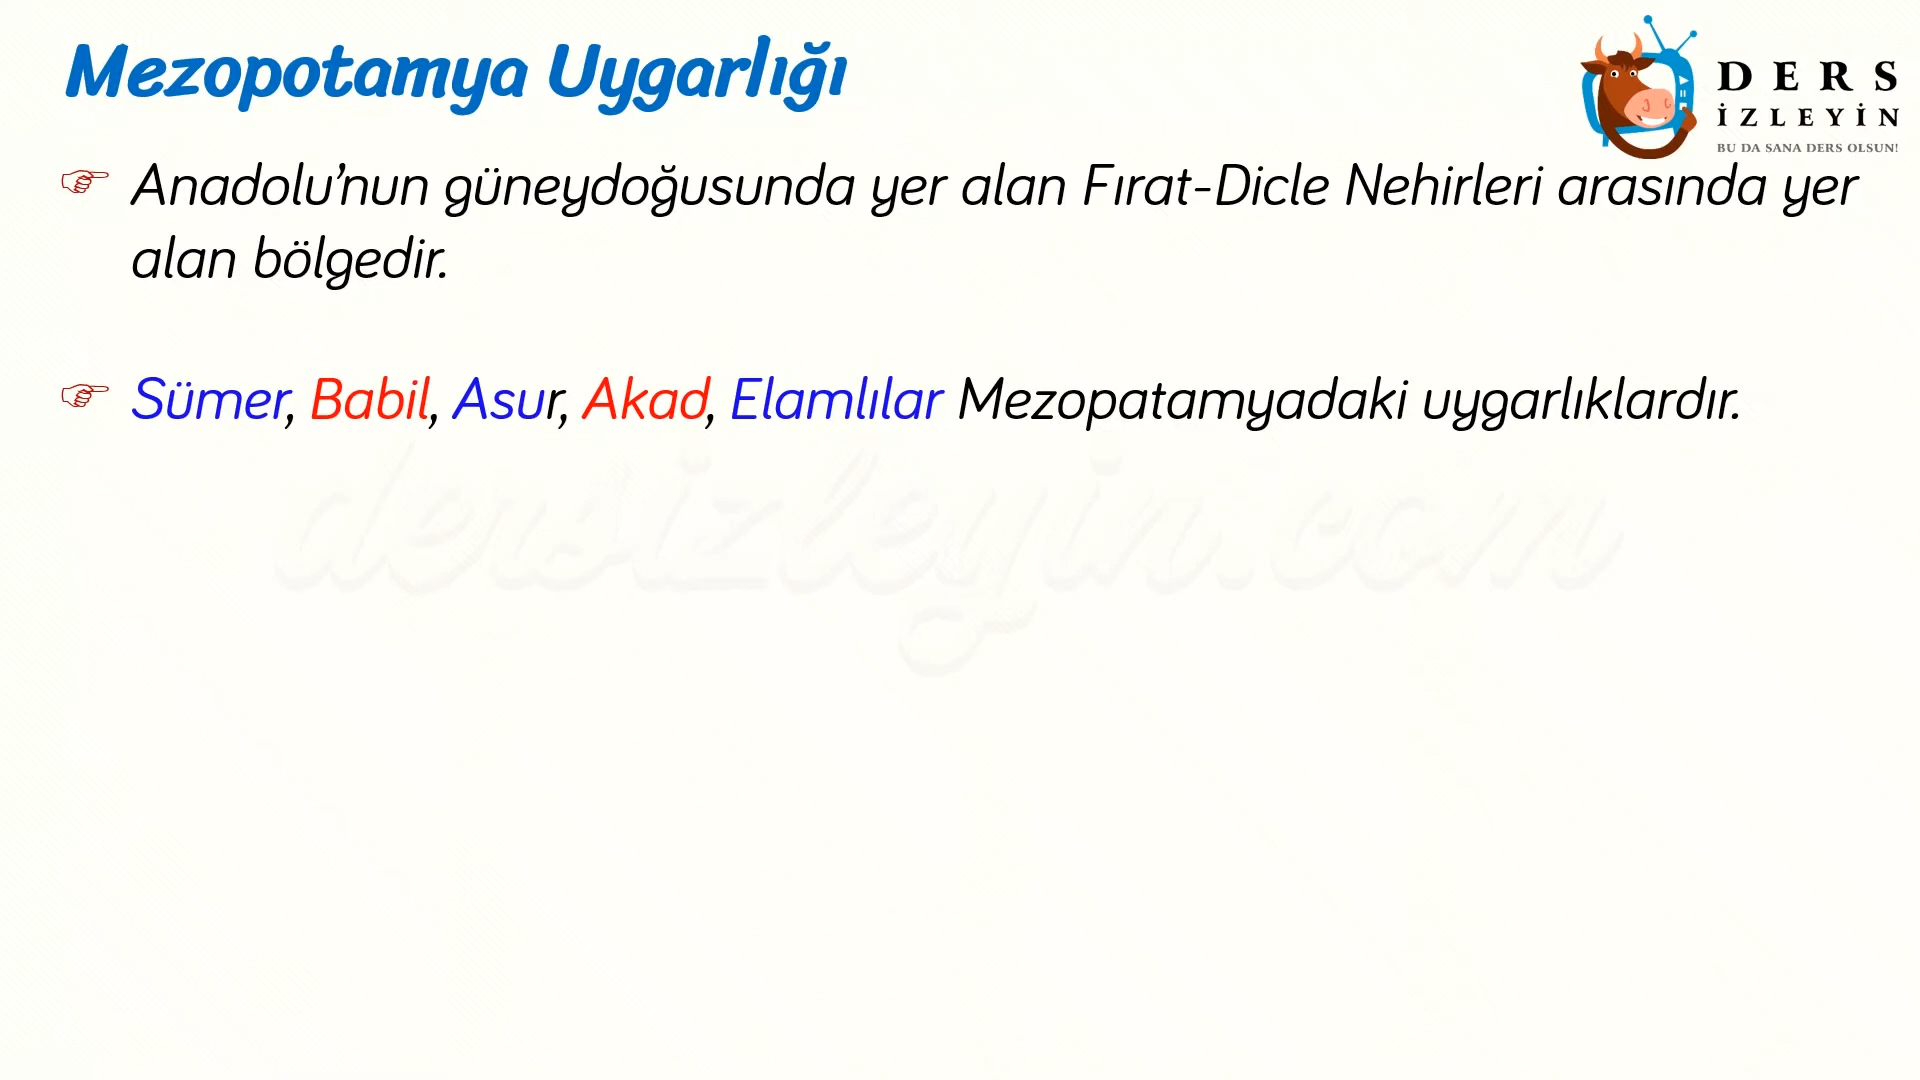 Mezopotamya Uygarlığı
DERS
İZLEYİN
BU DA SANA DERS OLSUN!
☞ Anadolu’nun güneydoğusunda yer alan Fırat-Dicle Nehirleri arasında yer
alan bölgedir.
☞ Sümer, Babil, Asur, Akad, Elamlılar Mezopatamyadaki uygarlıklardır.
dersizleyin.com